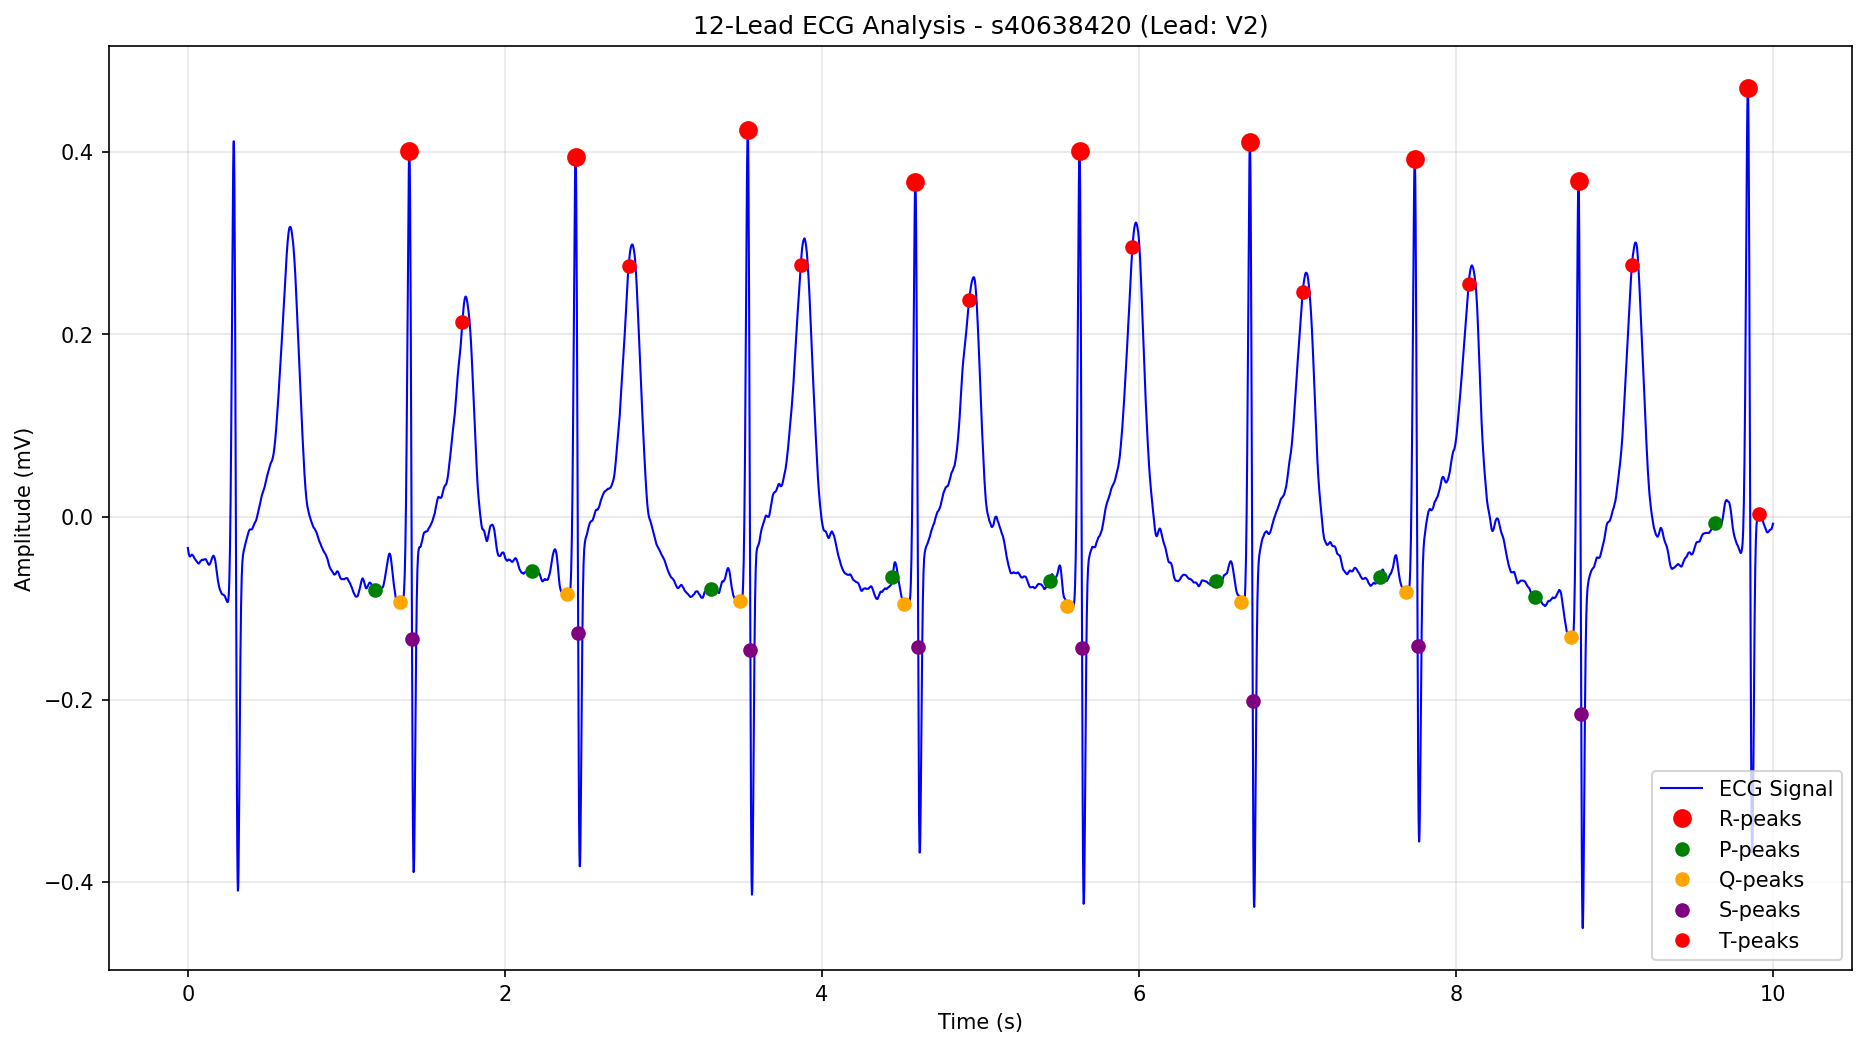 12-Lead ECG Analysis - s40638420 (Lead: V2)
Amplitude (mV)
0.4
0.2
0.0
−0.2
−0.4
0
2
4
6
8
10
Time (s)
ECG Signal
R-peaks
P-peaks
Q-peaks
S-peaks
T-peaks